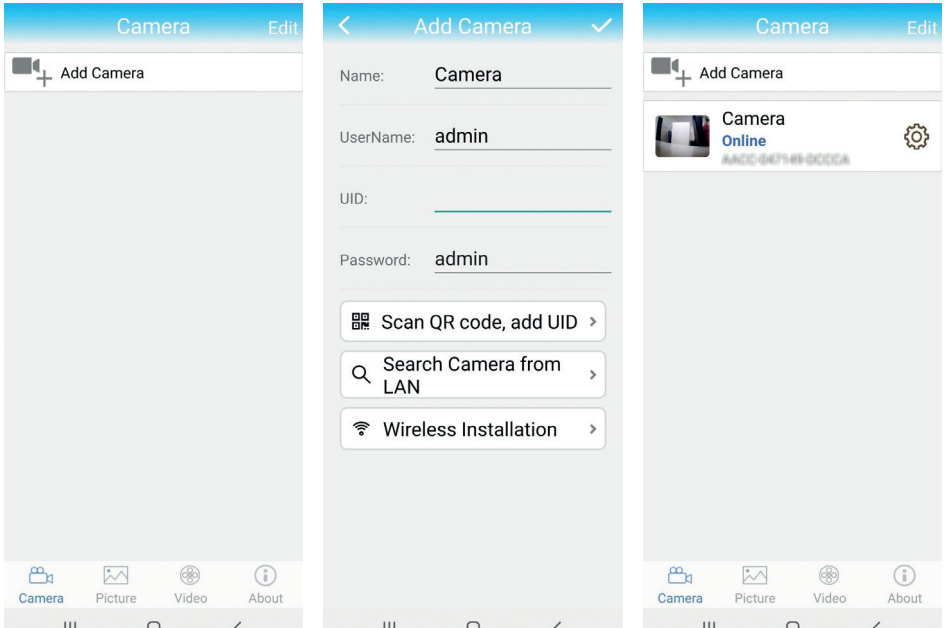 Camera
Edit
Add Camera
Camera
Picture
Video
About
Add Camera
Name:
Camera
UserName:
admin
UID:
Password:
admin
Scan QR code, add UID
Search Camera from
LAN
Wireless Installation
Camera
Edit
Add Camera
Camera
Online
Camera
Picture
Video
About